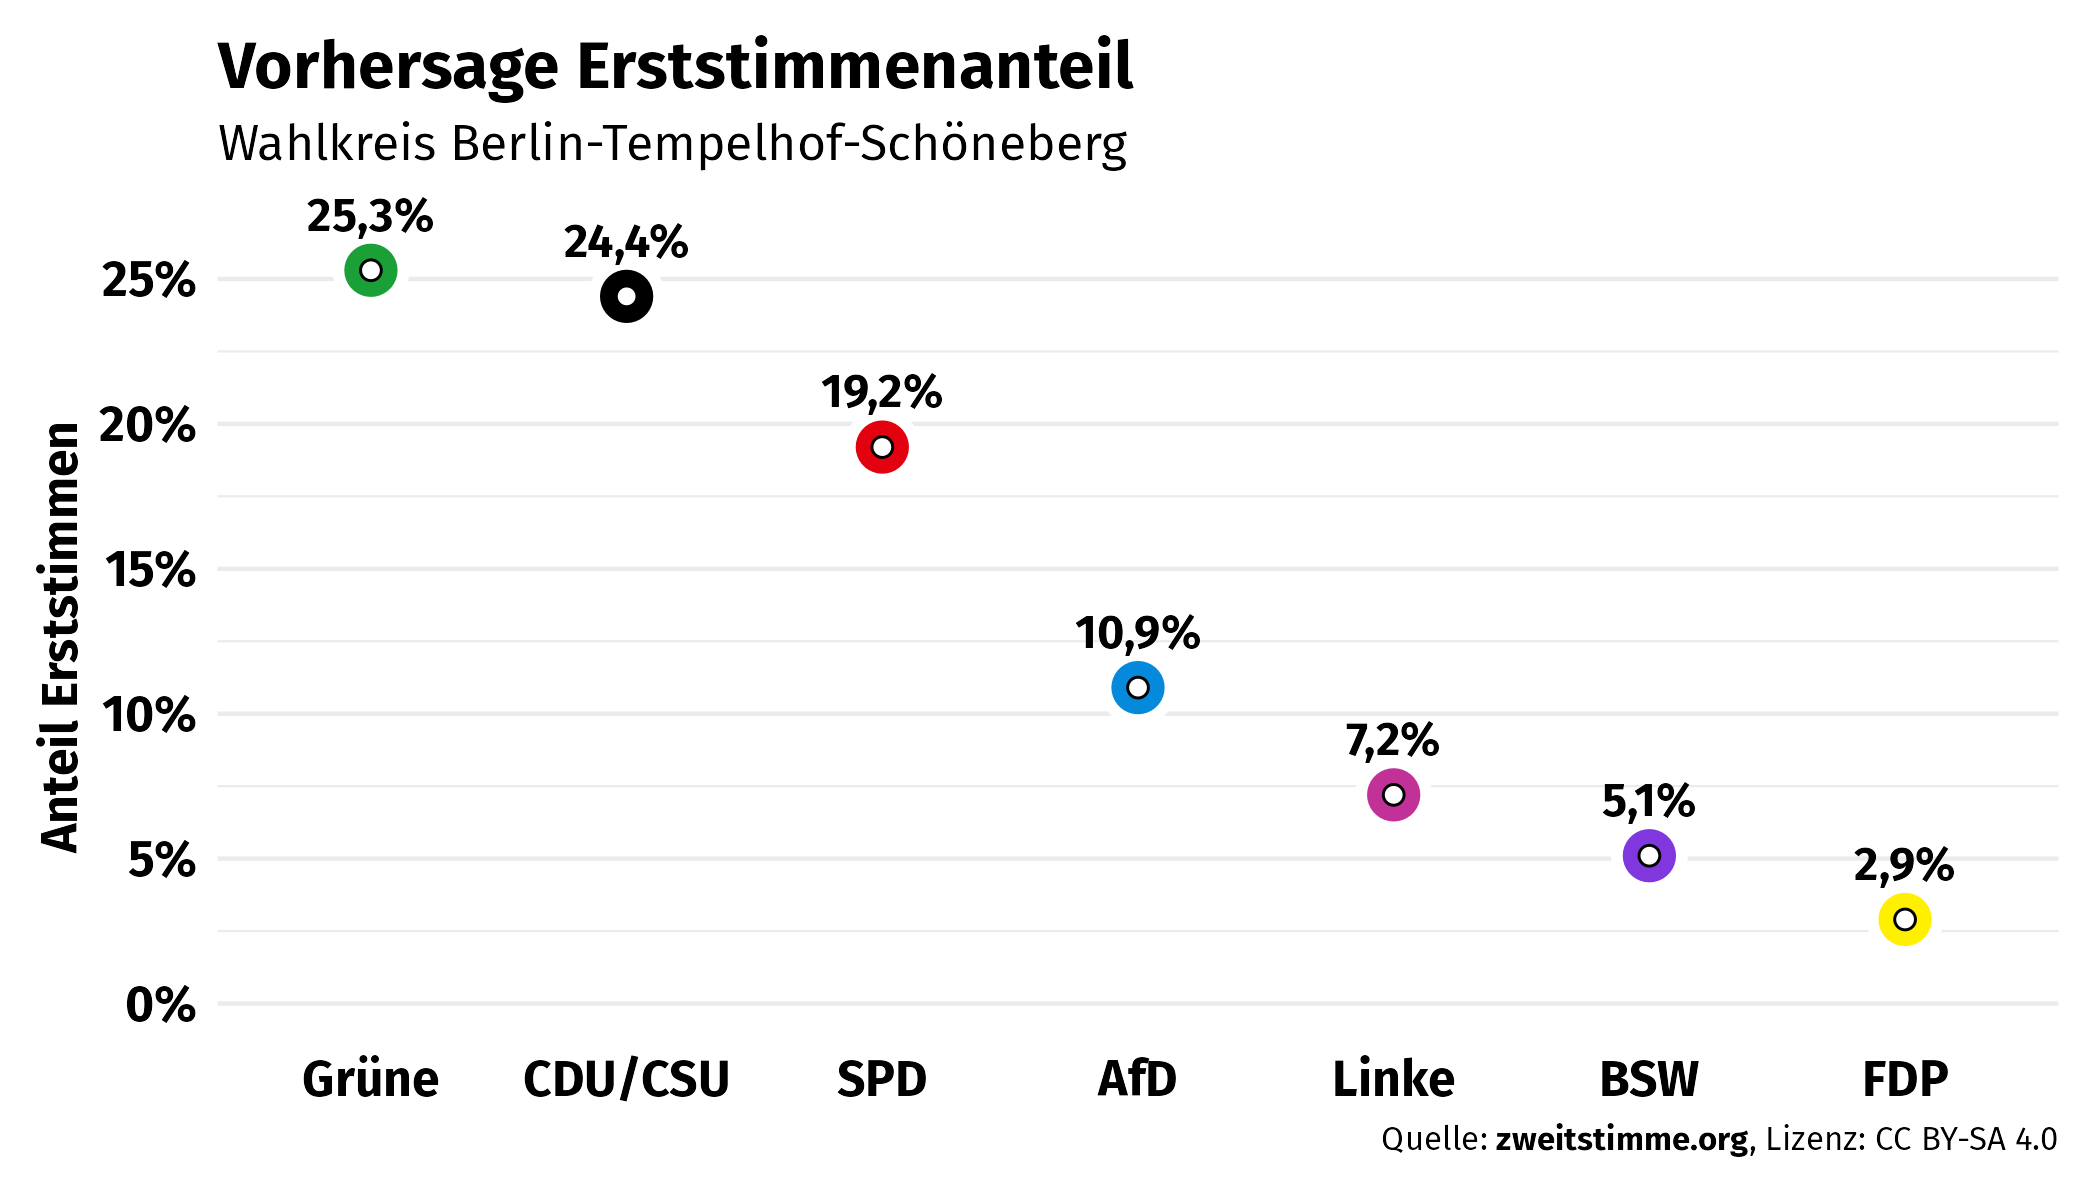 Vorhersage Erststimmenanteil
Wahlkreis Berlin-Tempelhof-Schöneberg
Anteil Erststimmen
25%
20%
15%
10%
5%
0%
25,3%
24,4%
19,2%
10,9%
7,2%
5,1%
2,9%
Grüne CDU/CSU SPD AfD Linke BSW FDP
Quelle: zweitstimme.org, Lizenz: CC BY-SA 4.0